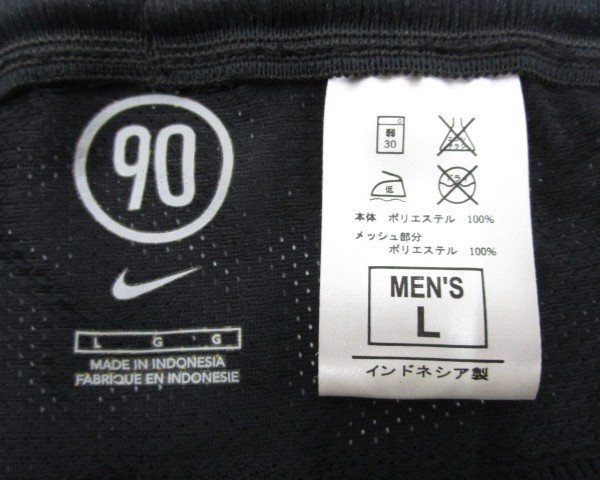 90
L G G
MADE IN INDONESIA
FABRIQUE EN INDONESIE
弱
30
低
本体 ポリエステル 100%
メッシュ部分
ポリエステル 100%
MEN'S
L
インドネシア製